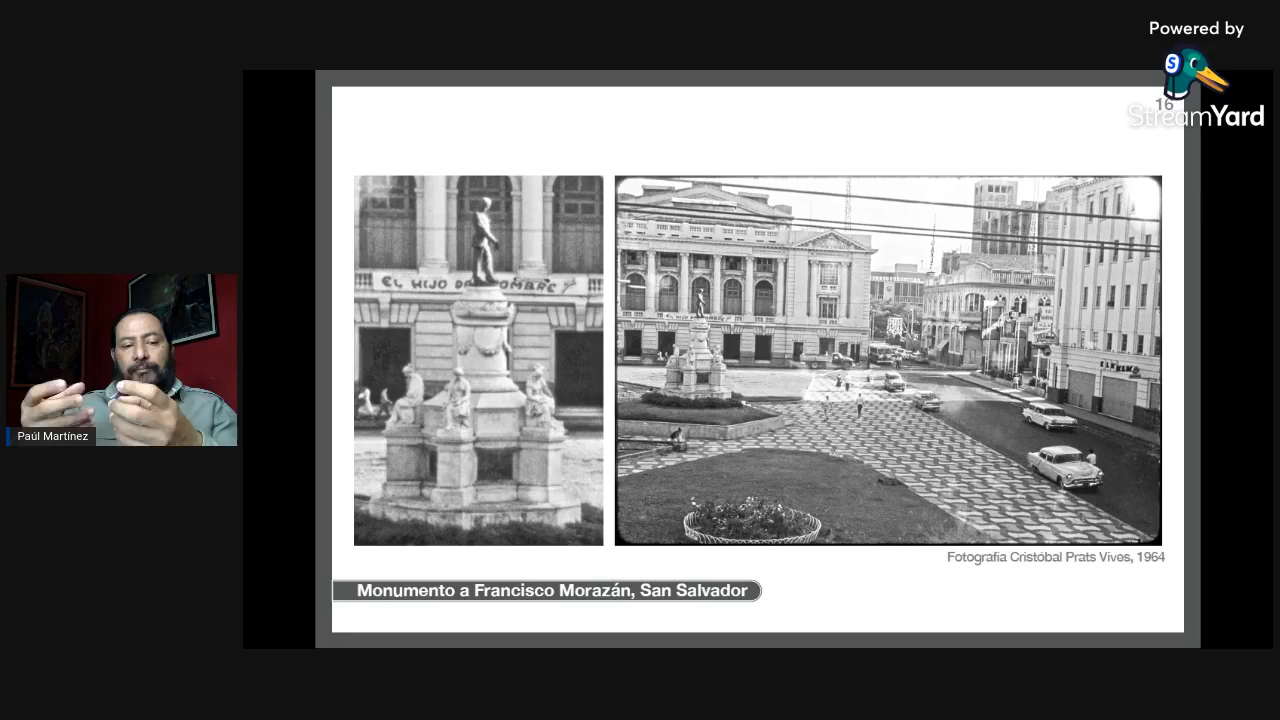 Powered by
StreamYard
16
EL HIJO DE HOMBRE
Fotografía Cristóbal Prats Vives, 1964
Monumento a Francisco Morazán, San Salvador
Paúl Martínez